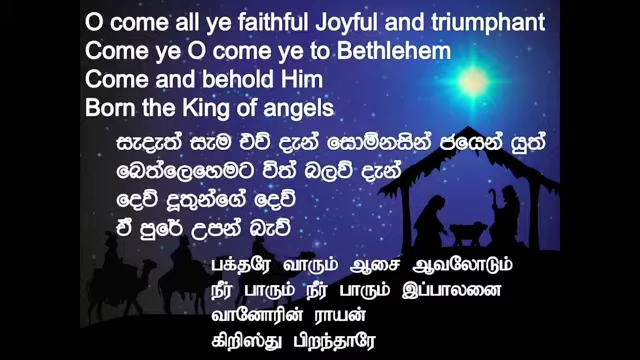 O come all ye faithful Joyful and triumphant
Come ye O come ye to Bethlehem
Come and behold Him
Born the King of angels
සැදැත් සැම එව් දැන් සොම්නසින් ජයෙන් යුත්
බෙත්ලෙහෙමට විත් බලව් දැන්
දෙව් දූතුන්ගේ දෙව්
ඒ පුරේ උපන් බැව්
பக்தரே வாரும் ஆசை ஆவலோடும்
நீர் பாரும் நீர் பாரும் இப்பாலனை
வானோரின் ராயன்
கிறிஸ்து பிறந்தாரே